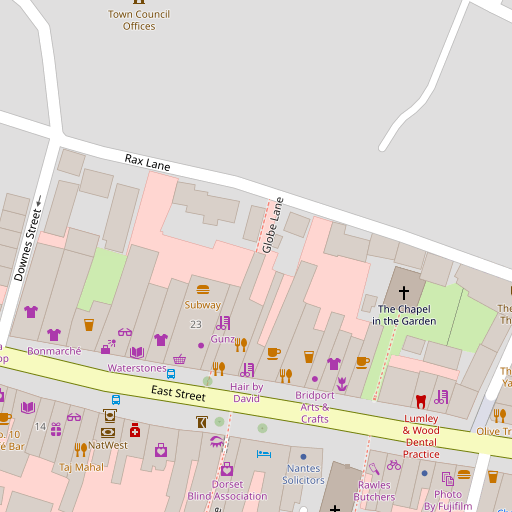 Town Council
Offices
Rax Lane
Globe Lane
Downes Street
The Chapel
in the Garden
Subway
23
Gunz
Bonmarché
Waterstones
East Street
Hair by
David
Bridport
Arts &
Crafts
Lumley
& Wood
Dental
Practice
14
NatWest
Taj Mahal
Dorset
Blind Association
Nantes
Solicitors
Rawles
Butchers
Photo
By Fujifilm
Olive